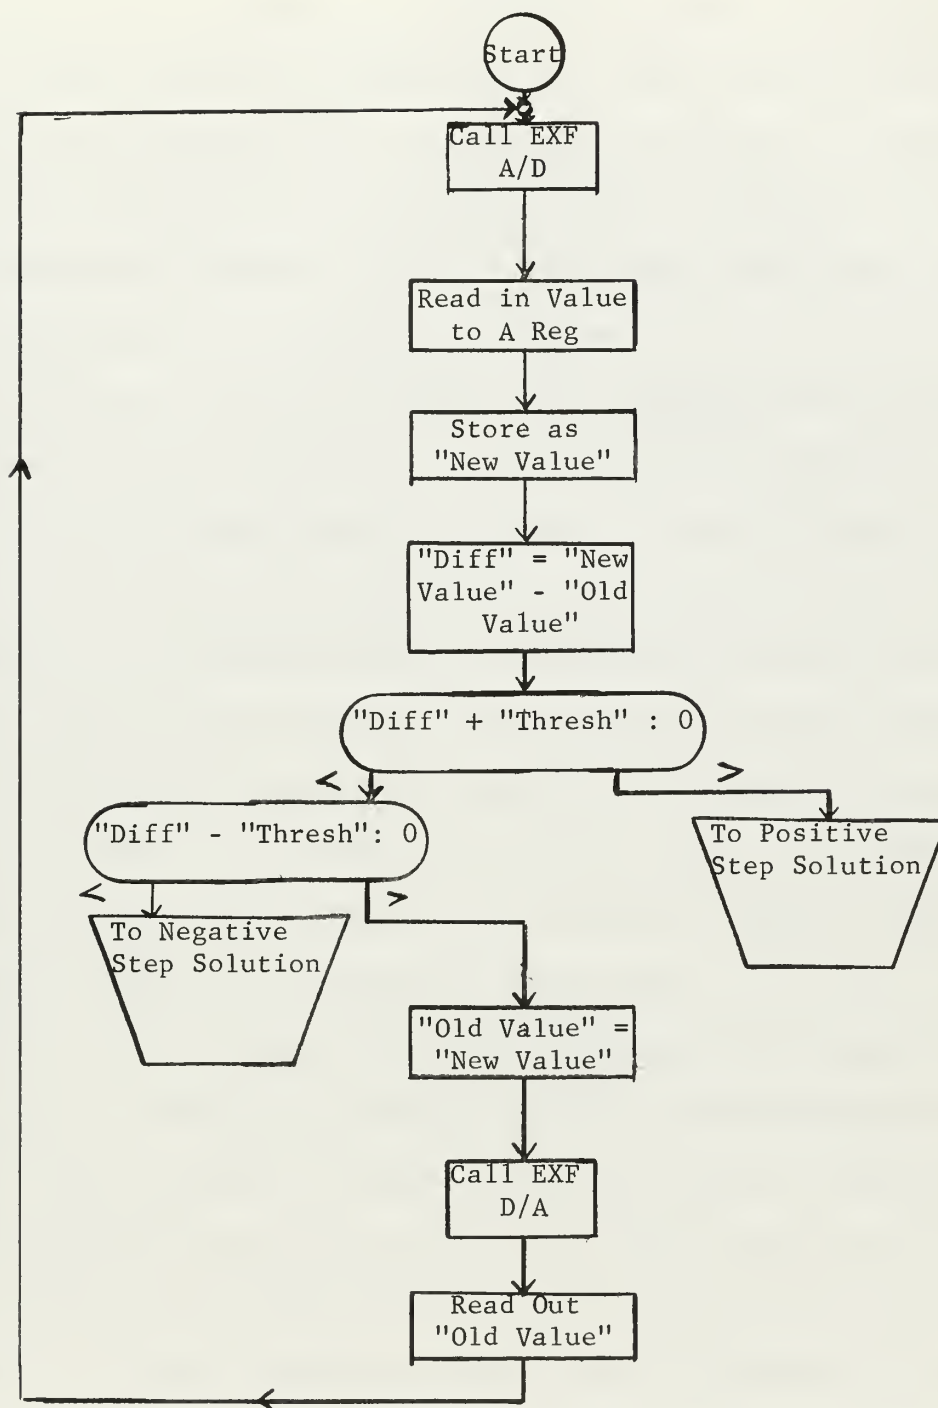 Start
Call EXF
A/D
Read in Value
to A Reg
Store as
"New Value"
"Diff" = "New
Value" - "Old
Value"
"Diff" + "Thresh" : 0
<
>
"Diff" - "Thresh": 0
To Positive
Step Solution
<
>
To Negative
Step Solution
"Old Value" =
"New Value"
Call EXF
D/A
Read Out
"Old Value"